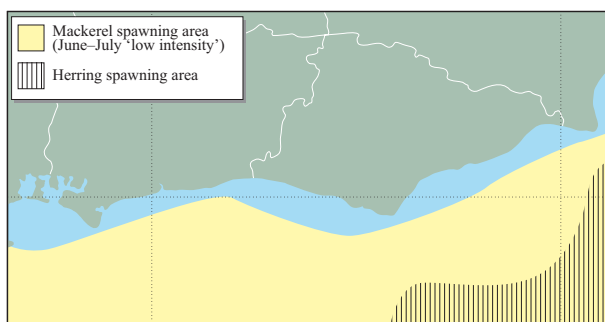 Mackerel spawning area
(June–July ‘low intensity’)
Herring spawning area